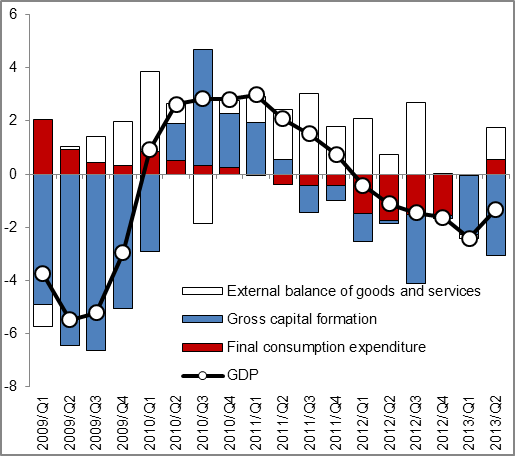 6
4
2
0
-2
-4
-6
-8
External balance of goods and services
Gross capital formation
Final consumption expenditure
GDP
2009/Q1
2009/Q2
2009/Q3
2009/Q4
2010/Q1
2010/Q2
2010/Q3
2010/Q4
2011/Q1
2011/Q2
2011/Q3
2011/Q4
2012/Q1
2012/Q2
2012/Q3
2012/Q4
2013/Q1
2013/Q2